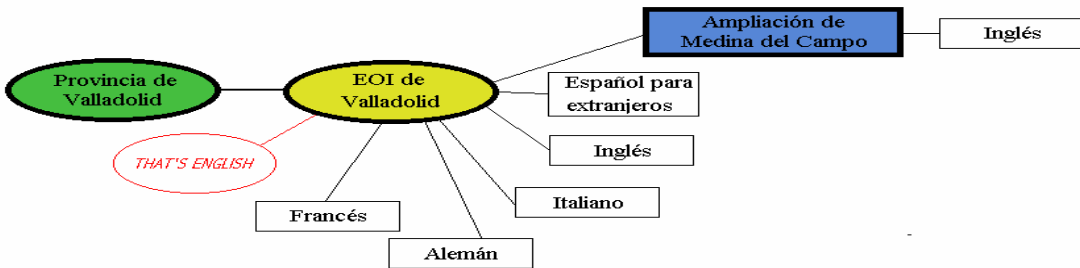 Ampliación de
Medina del Campo
Inglés
Provincia de
Valladolid
EOI de
Valladolid
Español para
extranjeros
THAT'S ENGLISH
Inglés
Italiano
Francés
Alemán